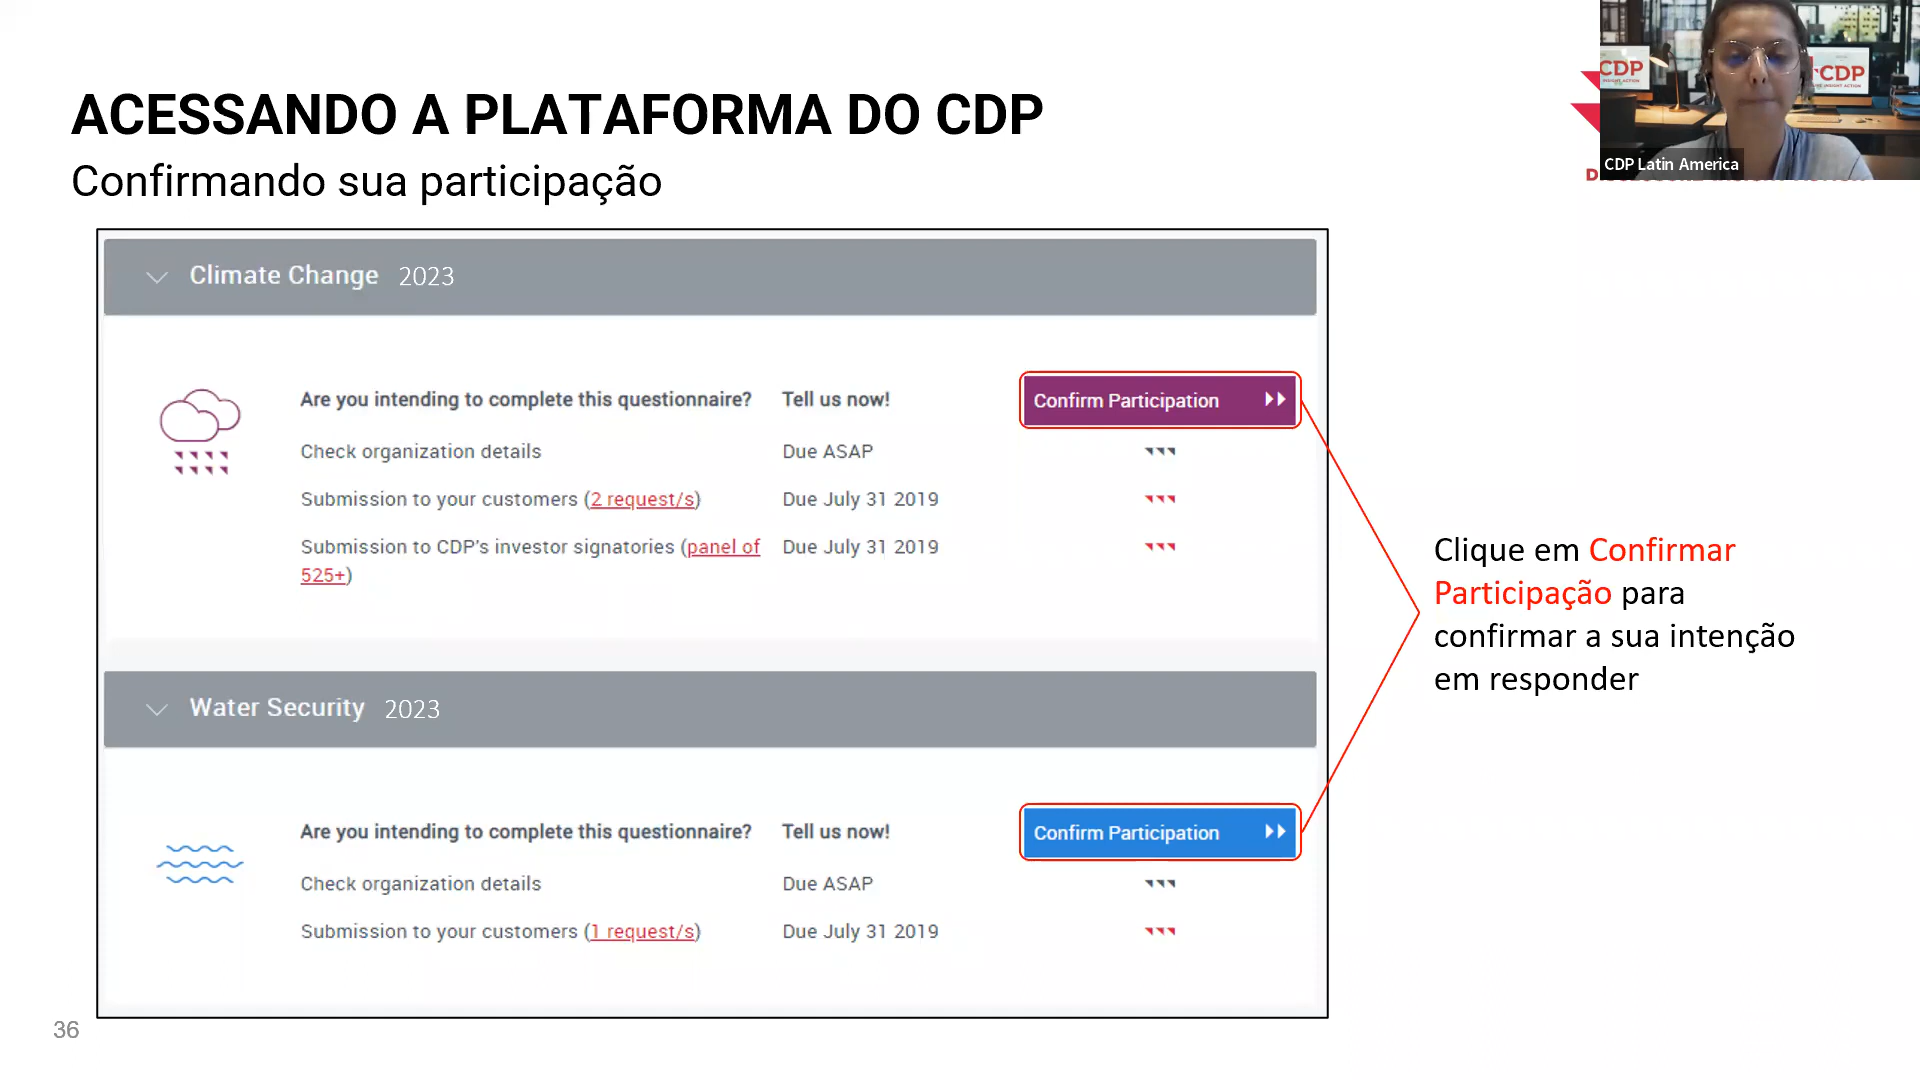 ACESSANDO A PLATAFORMA DO CDP
Confirmando sua participação
CDP
CDP
CDP Latin America
Climate Change 2023
Are you intending to complete this questionnaire? Tell us now! Confirm Participation
Check organization details Due ASAP
Submission to your customers (2 request/s) Due July 31 2019
Submission to CDP's investor signatories (panel of Due July 31 2019
525+)
Clique em Confirmar
Participação para
confirmar a sua intenção
em responder
Water Security 2023
Are you intending to complete this questionnaire? Tell us now! Confirm Participation
Check organization details Due ASAP
Submission to your customers (1 request/s) Due July 31 2019
36